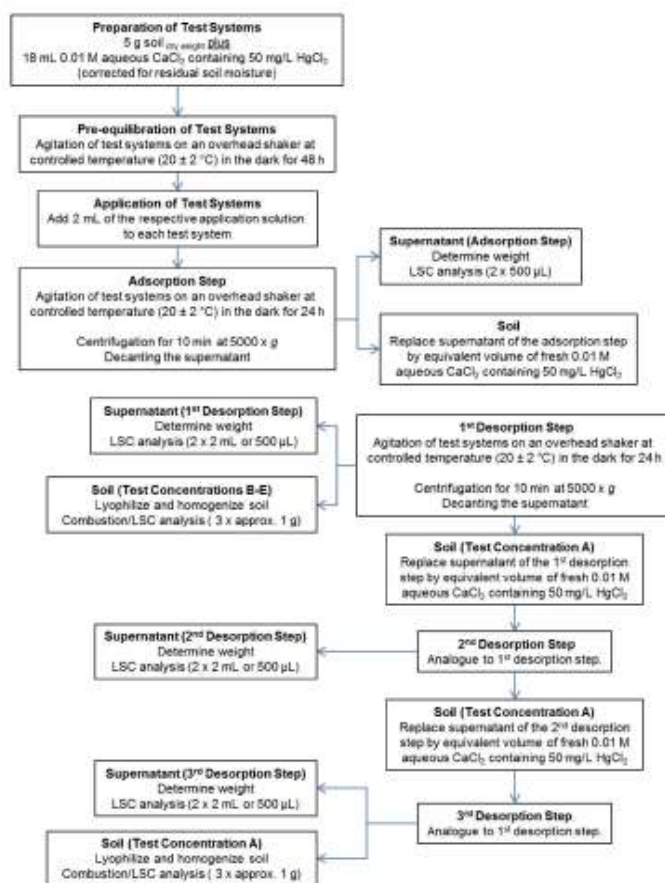 Preparation of Test Systems
5 g soil dry weight plus
18 mL 0.01 M aqueous CaCl2 containing 50 mg/L HgCl2
(corrected for residual soil moisture)
Pre-equilibration of Test Systems
Agitation of test systems on an overhead shaker at
controlled temperature (20 ± 2 °C) in the dark for 48 h
Application of Test Systems
Add 2 mL of the respective application solution
to each test system
Adsorption Step
Agitation of test systems on an overhead shaker at
controlled temperature (20 ± 2 °C) in the dark for 24 h
Centrifugation for 10 min at 5000 x g
Decanting the supernatant
Supernatant (Adsorption Step)
Determine weight
LSC analysis (2 x 500 µL)
Soil
Replace supernatant of the adsorption step
by equivalent volume of fresh 0.01 M
aqueous CaCl2 containing 50 mg/L HgCl2
Supernatant (1st Desorption Step)
Determine weight
LSC analysis (2 x 2 mL or 500 µL)
Soil (Test Concentrations B-E)
Lyophilize and homogenize soil
Combustion/LSC analysis ( 3 x approx. 1 g)
1st Desorption Step
Agitation of test systems on an overhead shaker at
controlled temperature (20 ± 2 °C) in the dark for 24 h
Centrifugation for 10 min at 5000 x g
Decanting the supernatant
Soil (Test Concentration A)
Replace supernatant of the 1st desorption
step by equivalent volume of fresh 0.01 M
aqueous CaCl2 containing 50 mg/L HgCl2
Supernatant (2nd Desorption Step)
Determine weight
LSC analysis (2 x 2 mL or 500 µL)
2nd Desorption Step
Analogue to 1st desorption step.
Soil (Test Concentration A)
Replace supernatant of the 2nd desorption
step by equivalent volume of fresh 0.01 M
aqueous CaCl2 containing 50 mg/L HgCl2
Supernatant (3rd Desorption Step)
Determine weight
LSC analysis (2 x 2 mL or 500 µL)
3rd Desorption Step
Analogue to 1st desorption step.
Soil (Test Concentration A)
Lyophilize and homogenize soil
Combustion/LSC analysis ( 3 x approx. 1 g)